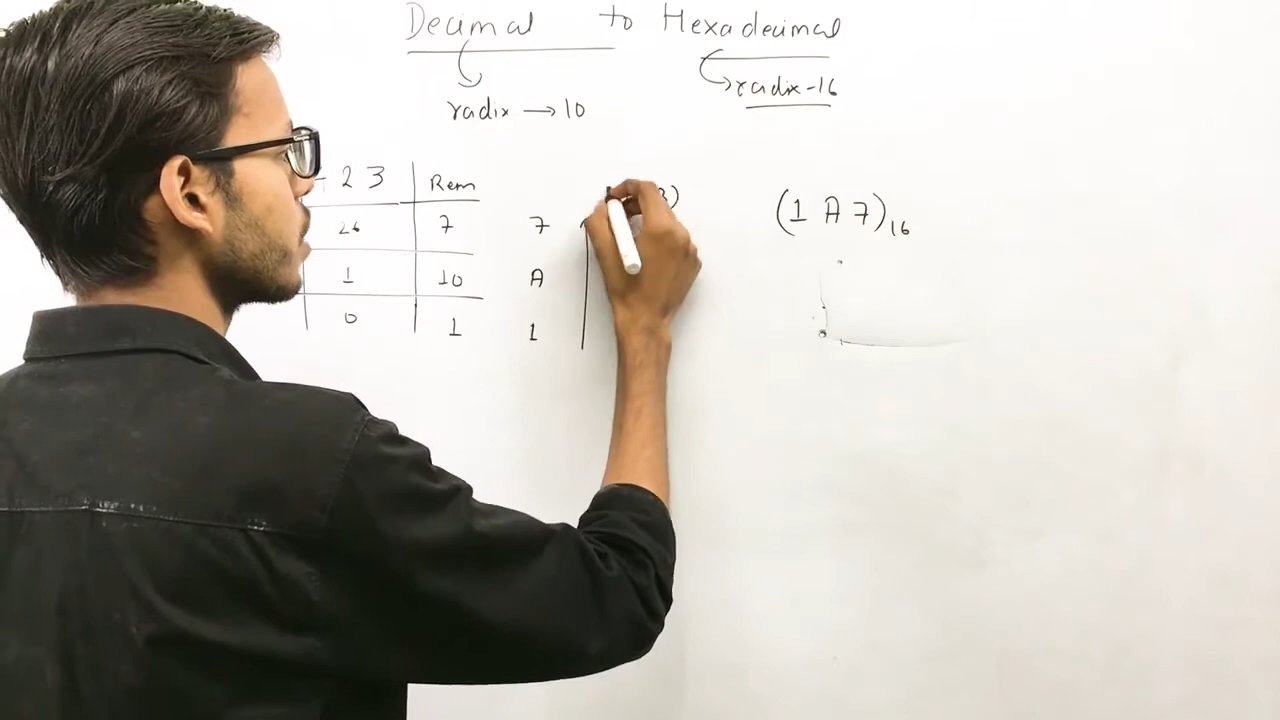 Decimal to Hexadecimal
radix → 10
radix-16
23 Rem
26 7 7
1 10 A
0 1 1
3)
(1 A 7)16